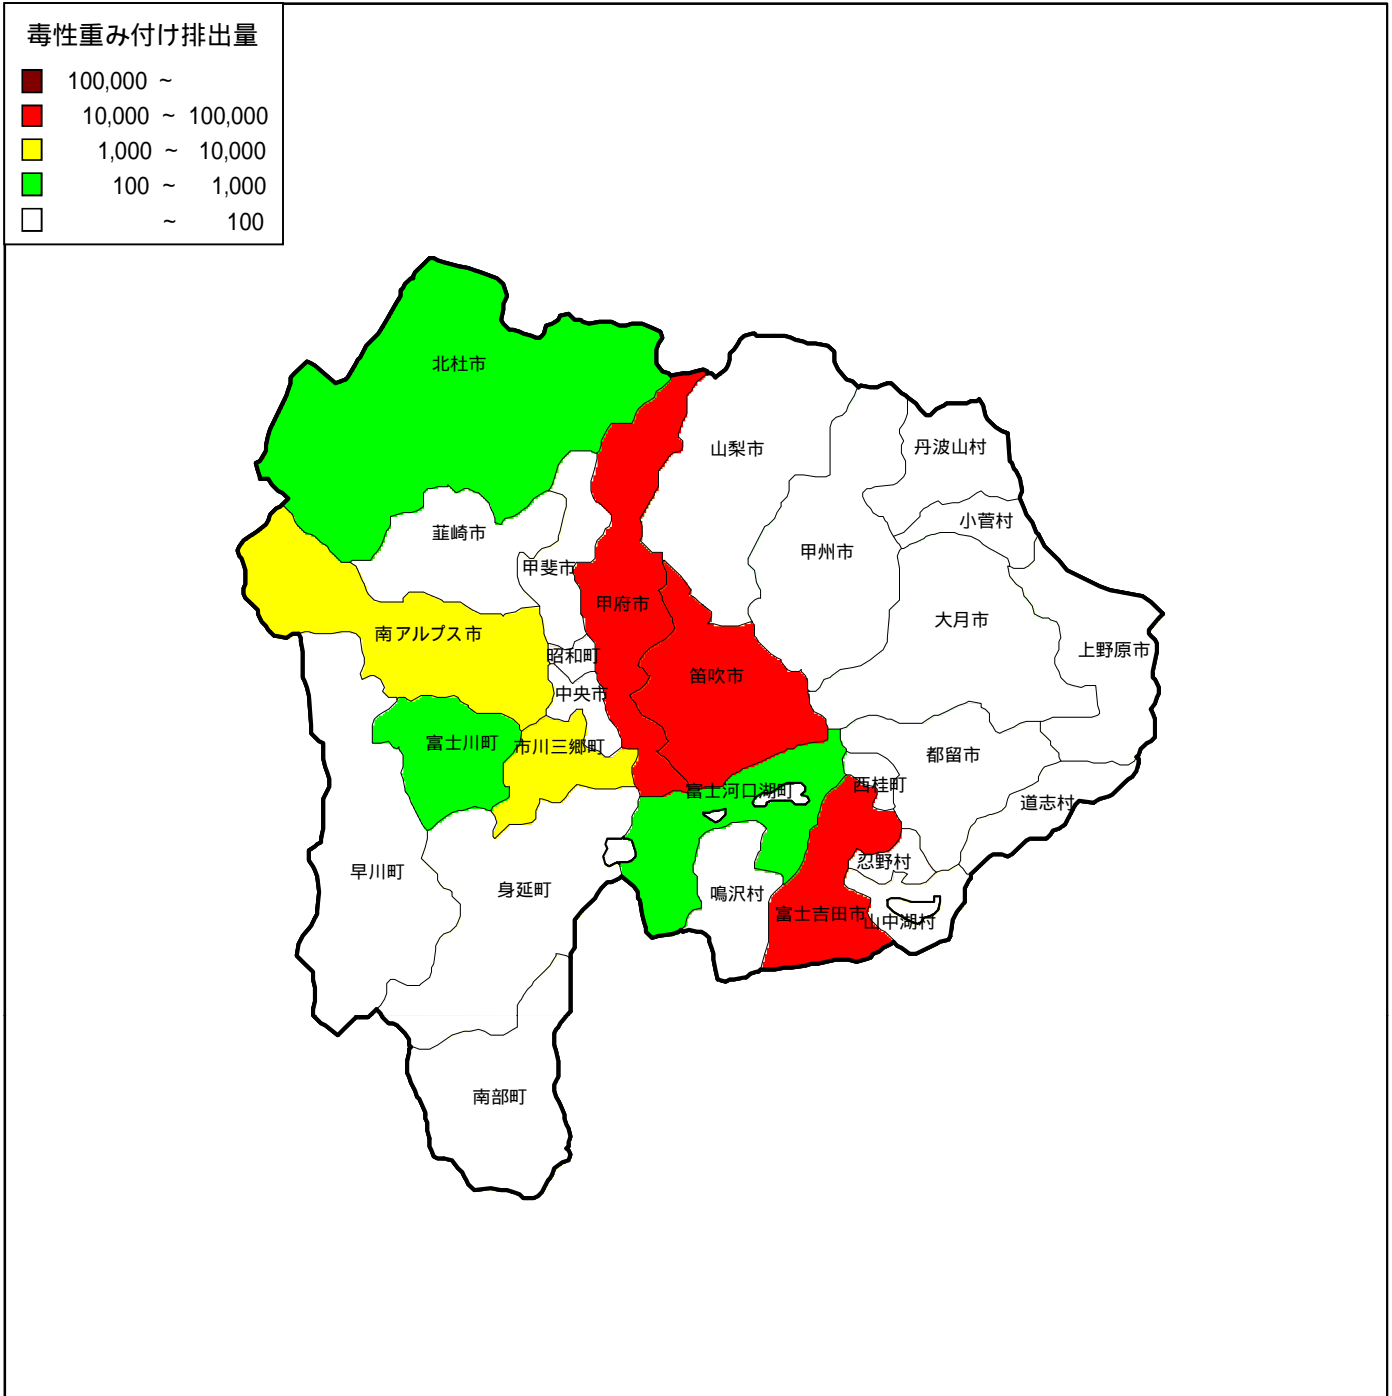 毒性重み付け排出量
100,000 ~
10,000 ~ 100,000
1,000 ~ 10,000
100 ~ 1,000
~ 100
北杜市
山梨市
丹波山村
小菅村
韮崎市
甲州市
甲斐市
甲府市
大月市
南アルプス市
上野原市
昭和町
笛吹市
中央市
富士川町
市川三郷町
都留市
西桂町
富士河口湖町
道志村
忍野村
早川町
身延町
鳴沢村
富士吉田市
山中湖村
南部町